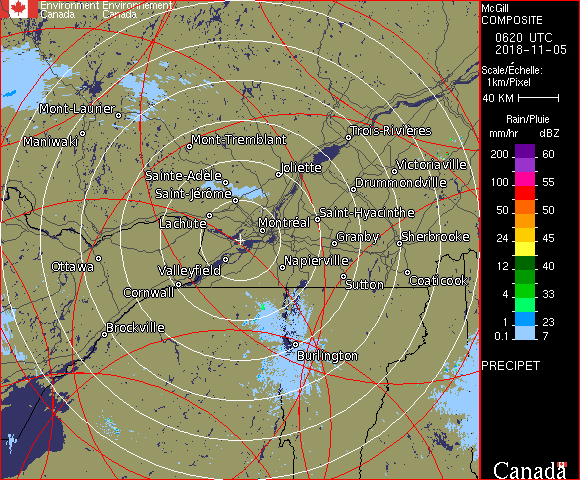 Environment Environnement
Canada Canada
McGill
COMPOSITE
0620 UTC
2018-11-05
Scale/Échelle:
1km/Pixel
40 KM
Rain/Pluie
mm/hr dBZ
200 60
150 57
100 55
50 50
24 45
12 40
4 33
1 23
0.1 7
PRECIPET
Canada
Mont-Laurier
Maniwaki
Mont-Tremblant
Trois-Rivières
Sainte-Adèle
Joliette
Victoriaville
Saint-Jérôme
Drummondville
Lachute
Montréal
Saint-Hyacinthe
Granby
Sherbrooke
Ottawa
Valleyfield
Napierville
Cornwall
Sutton
Coaticook
Brockville
Burlington